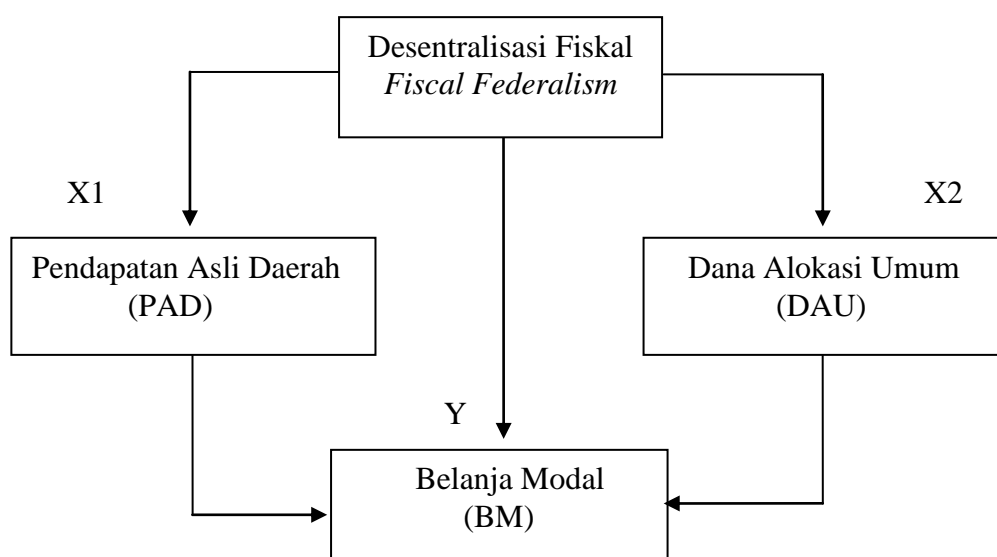 Desentralisasi Fiskal
Fiscal Federalism
X1
X2
Pendapatan Asli Daerah
(PAD)
Dana Alokasi Umum
(DAU)
Y
Belanja Modal
(BM)